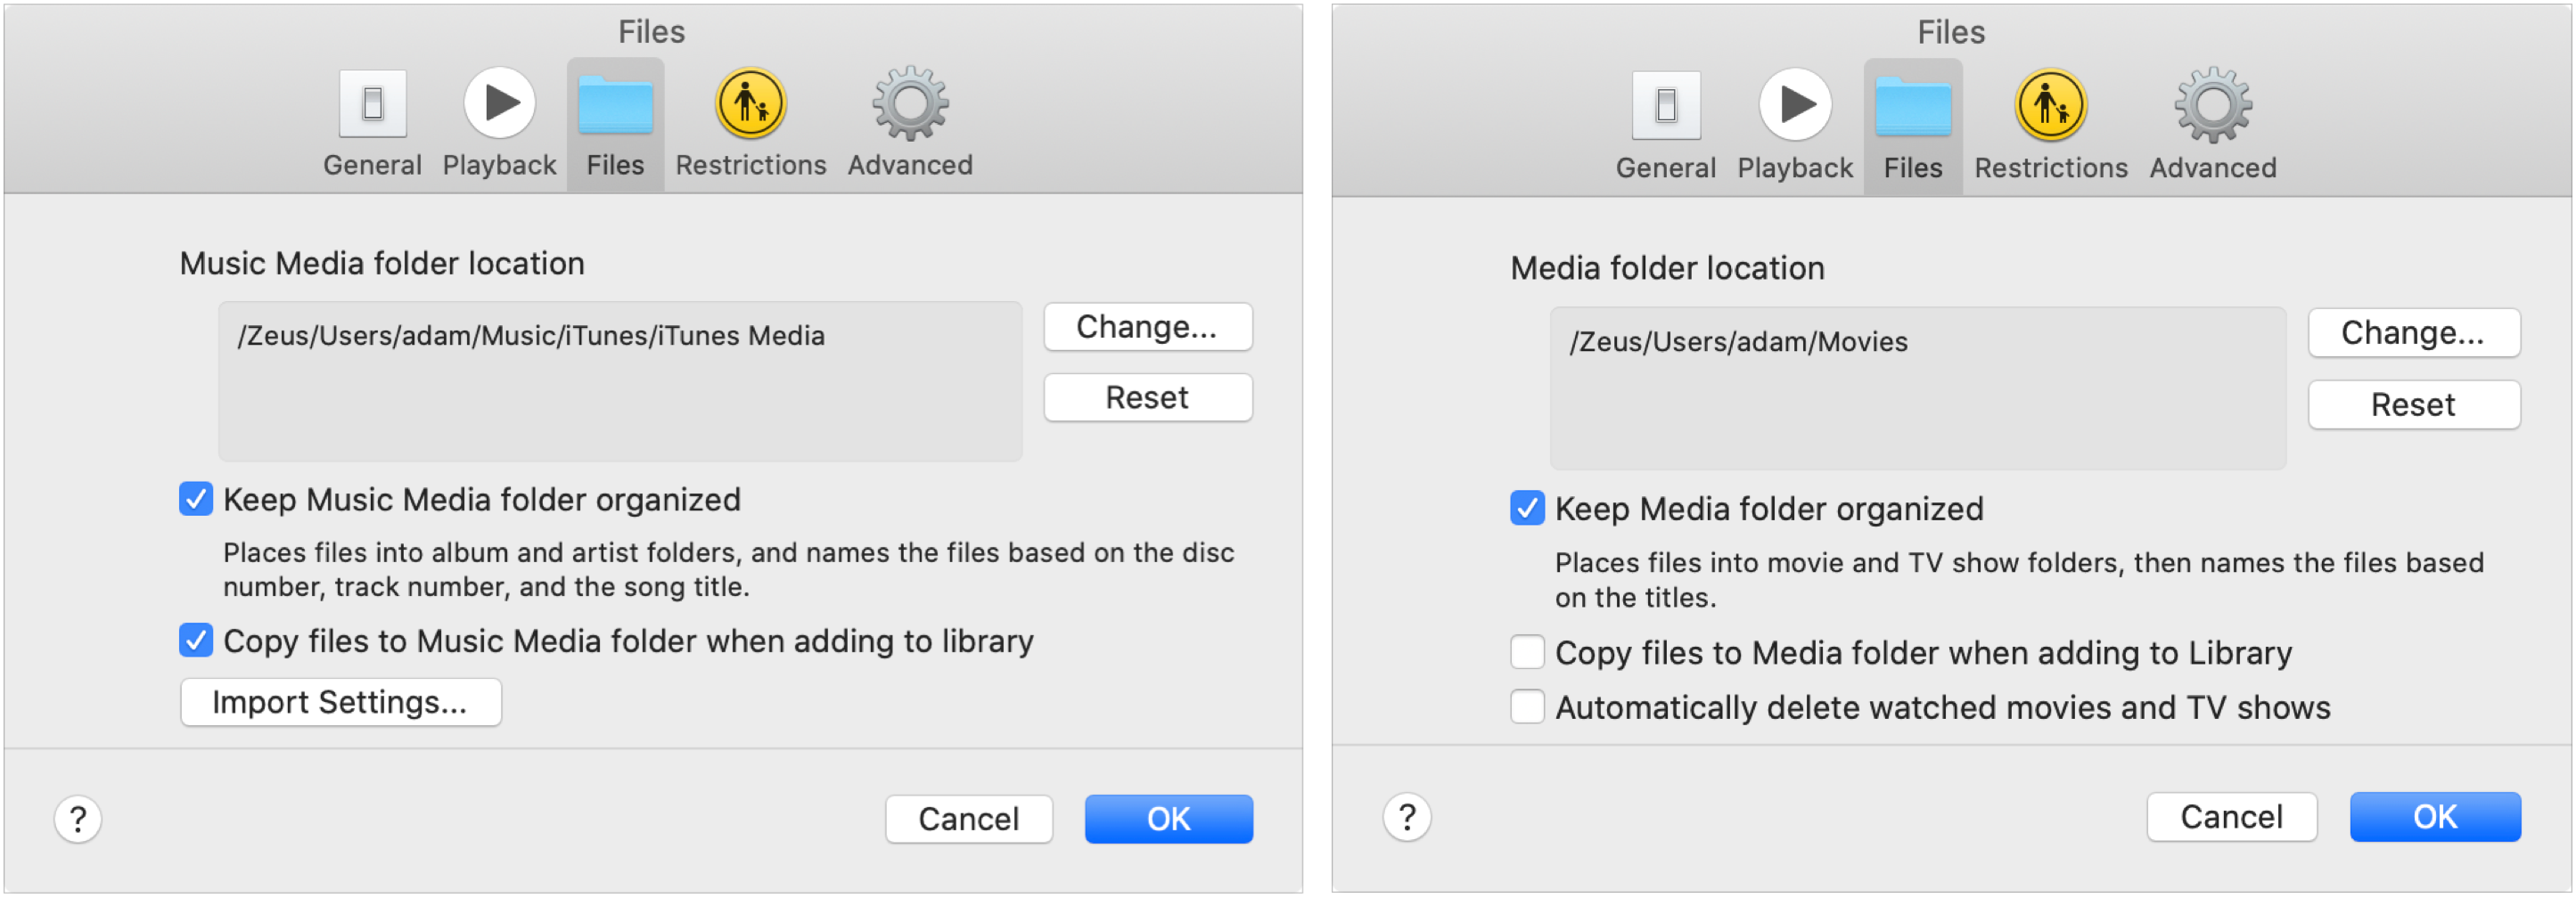 Files
General Playback Files Restrictions Advanced
Music Media folder location
/Zeus/Users/adam/Music/iTunes/iTunes Media
Change...
Reset
Keep Music Media folder organized
Places files into album and artist folders, and names the files based on the disc
number, track number, and the song title.
Copy files to Music Media folder when adding to library
Import Settings...
?
Cancel
OK
Files
General Playback Files Restrictions Advanced
Media folder location
/Zeus/Users/adam/Movies
Change...
Reset
Keep Media folder organized
Places files into movie and TV show folders, then names the files based
on the titles.
Copy files to Media folder when adding to Library
Automatically delete watched movies and TV shows
?
Cancel
OK